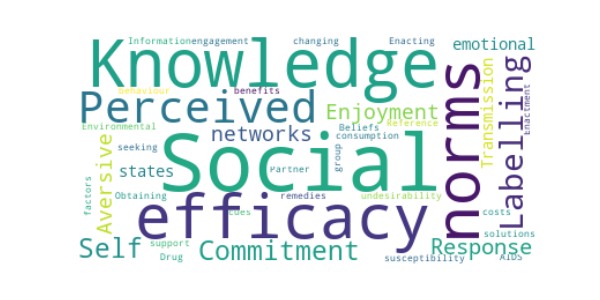 Information engagement changing Enacting
emotional
Knowledge
behaviour benefits
Perceived Enjoyment
Transmission
Labelling
Enactment
norms
Environmental networks Beliefs Reference
consumption
Social
seeking
Aversive
states Partner group
factors Obtaining remedies undesirability
efficacy
cues costs
solutions
Self support Commitment Response
Drug susceptibility AIDS